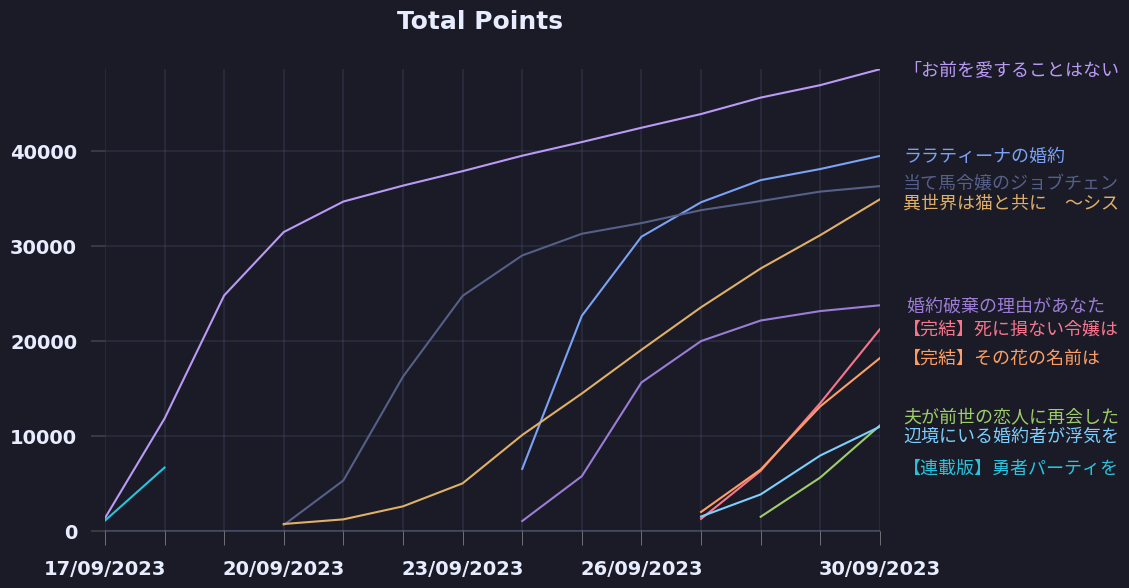 Total Points
「お前を愛することはない
40000
ララティーナの婚約
当て馬令嬢のジョブチェン
異世界は猫と共に　～シス
30000
婚約破棄の理由があなた
20000
【完結】死に損ない令嬢は
【完結】その花の名前は
夫が前世の恋人に再会した
10000
辺境にいる婚約者が浮気を
【連載版】勇者パーティを
0
17/09/2023 20/09/2023 23/09/2023 26/09/2023 30/09/2023